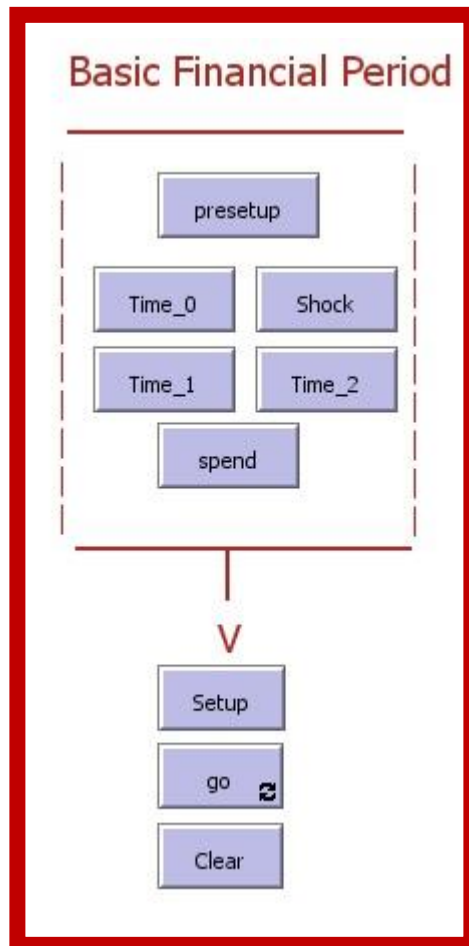 Basic Financial Period
presetup
Time_0 Shock
Time_1 Time_2
spend
V
Setup
go
Clear